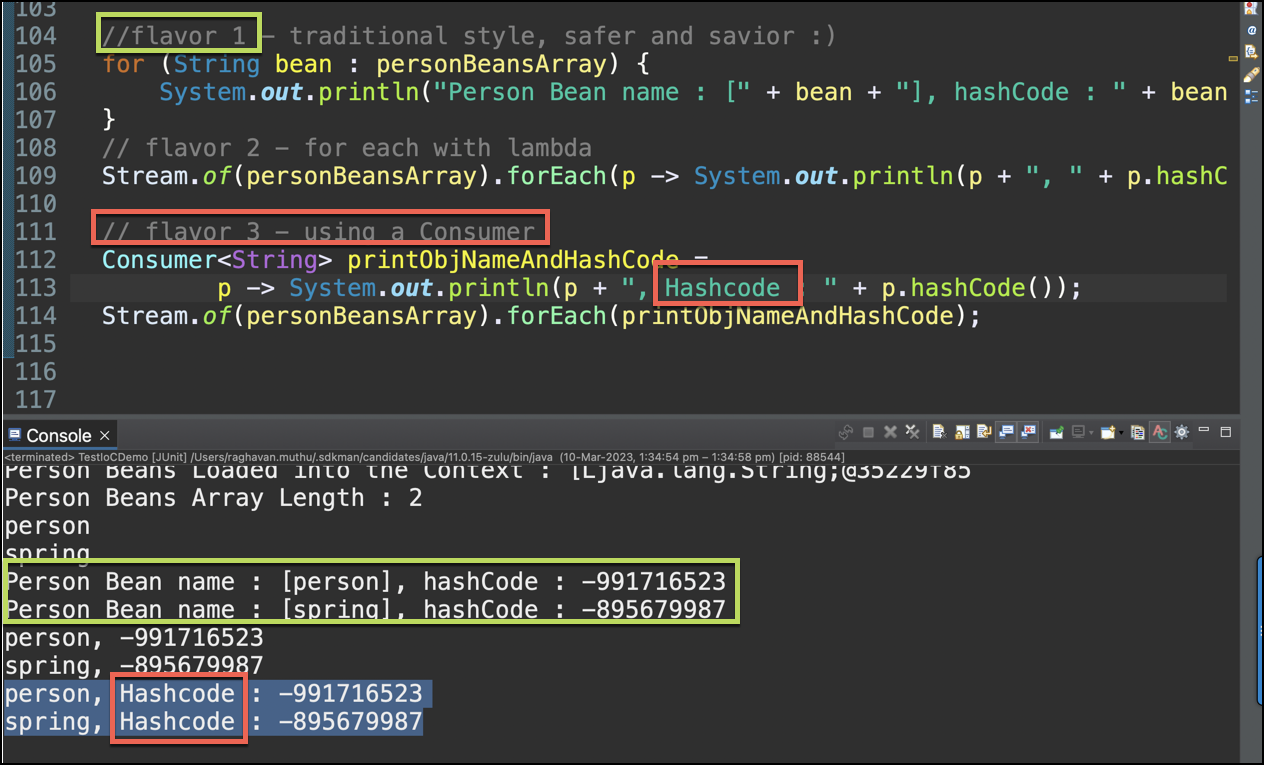 103
104 //flavor 1 – traditional style, safer and savior :)
105 for (String bean : personBeansArray) {
106 System.out.println("Person Bean name : [" + bean + "], hashCode : " + bean
107 }
108 // flavor 2 – for each with lambda
109 Stream.of(personBeansArray).forEach(p -> System.out.println(p + ", " + p.hashC
110
111 // flavor 3 – using a Consumer
112 Consumer<String> printObjNameAndHashCode =
113 p -> System.out.println(p + ", Hashcode : " + p.hashCode());
114 Stream.of(personBeansArray).forEach(printObjNameAndHashCode);
115
116
117
Console
<terminated> TestIoCDemo [JUnit] /Users/raghavan.muthu/.sdkman/candidates/java/11.0.15-zulu/bin/java (10-Mar-2023, 1:34:54 pm – 1:34:58 pm) [pid: 88544]
Person Beans Loaded into the Context : [Ljava.lang.String;@35229f85
Person Beans Array Length : 2
person
spring
Person Bean name : [person], hashCode : -991716523
Person Bean name : [spring], hashCode : -895679987
person, -991716523
spring, -895679987
person, Hashcode : -991716523
spring, Hashcode : -895679987